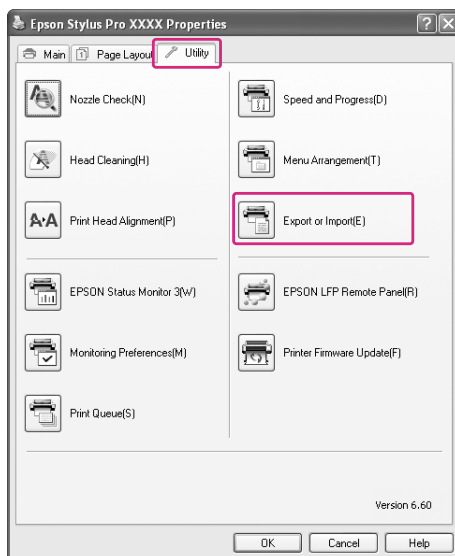 Epson Stylus Pro XXXX Properties
Main
Page Layout
Utility
Nozzle Check(N)
Speed and Progress(D)
Head Cleaning(H)
Menu Arrangement(T)
Print Head Alignment(P)
Export or Import(E)
EPSON Status Monitor 3(W)
EPSON LFP Remote Panel(R)
Monitoring Preferences(M)
Printer Firmware Update(F)
Print Queue(S)
Version 6.60
OK
Cancel
Help